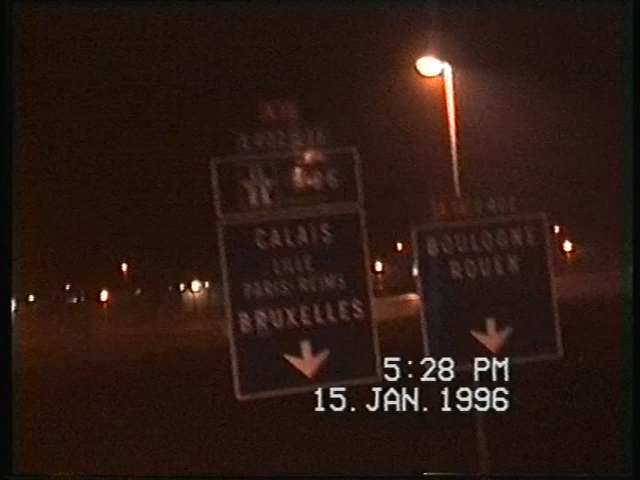 CALAIS
LILLE
PARIS-REIMS
BRUXELLES
BOULOGNE
ROUEN
5:28 PM
15. JAN. 1996